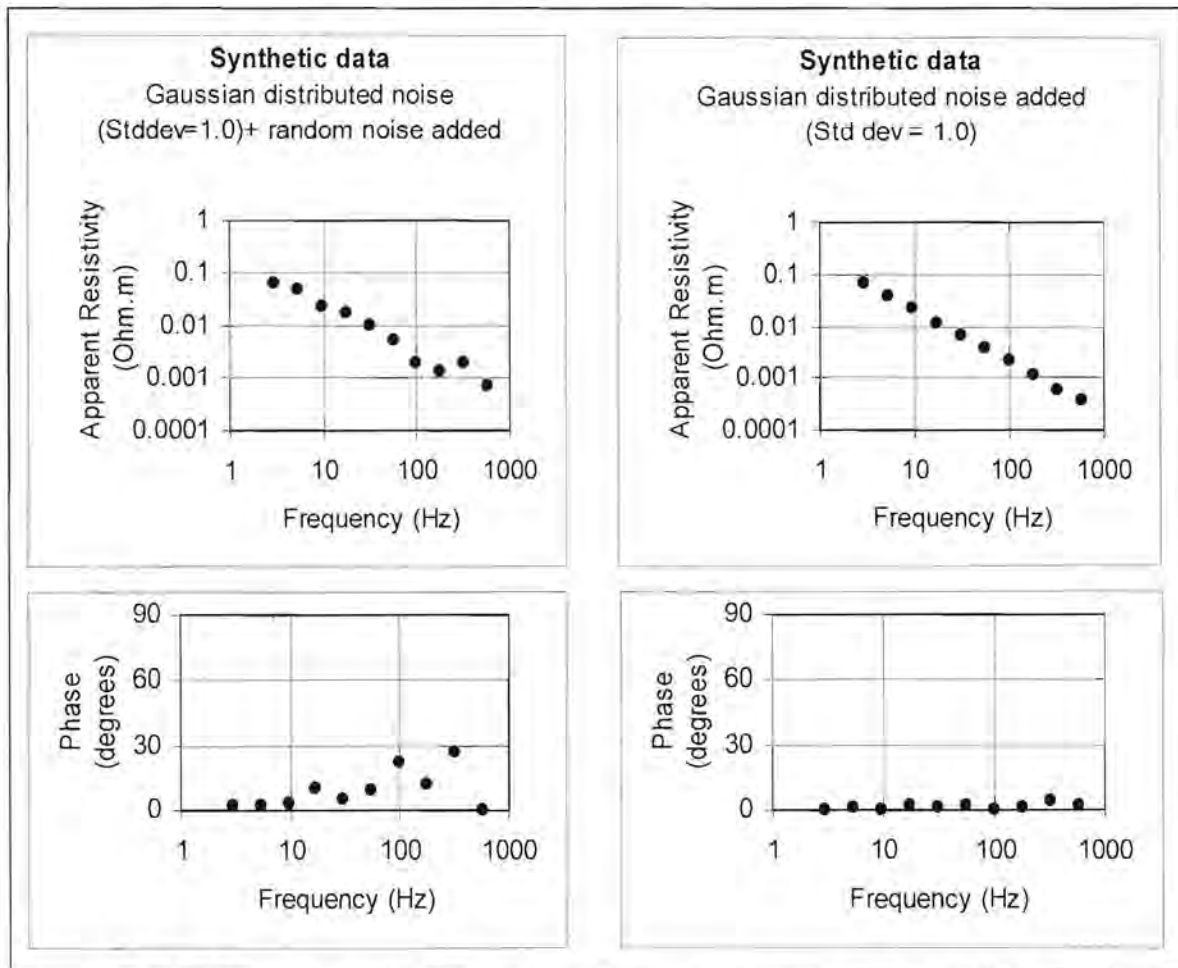 Synthetic data
Gaussian distributed noise
(Stddev=1.0)+ random noise added
Apparent Resistivity
(Ohm.m)
1
0.1
0.01
0.001
0.0001
1 10 100 1000
Frequency (Hz)
Synthetic data
Gaussian distributed noise added
(Std dev = 1.0)
Apparent Resistivity
(Ohm.m)
1
0.1
0.01
0.001
0.0001
1 10 100 1000
Frequency (Hz)
Phase
(degrees)
90
60
30
0
1 10 100 1000
Frequency (Hz)
Phase
(degrees)
90
60
30
0
1 10 100 1000
Frequency (Hz)